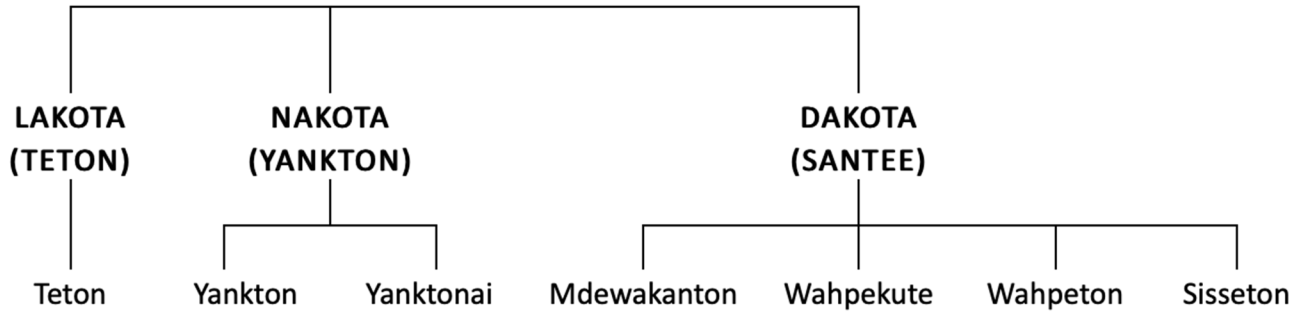 LAKOTA
(TETON)
NAKOTA
(YANKTON)
DAKOTA
(SANTEE)
Teton
Yankton
Yanktonai
Mdewakanton
Wahpekute
Wahpeton
Sisseton